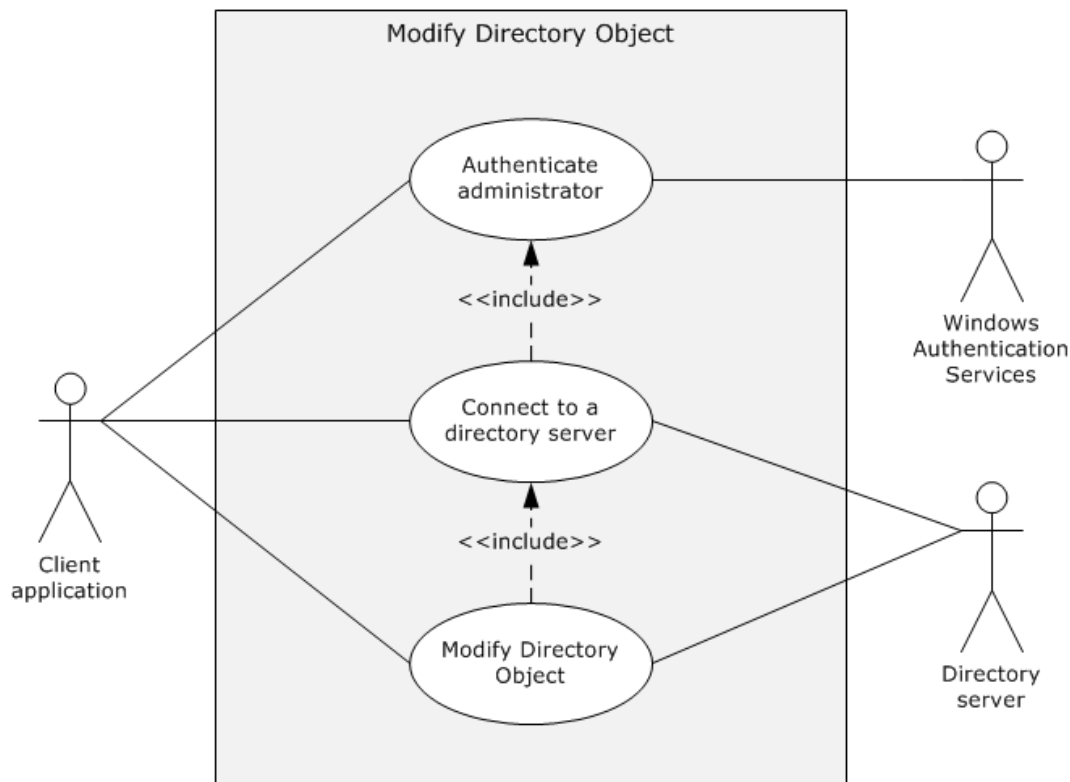 Modify Directory Object
Authenticate
administrator
<<include>>
Windows
Authentication
Services
Connect to a
directory server
Client
application
<<include>>
Modify Directory
Object
Directory
server